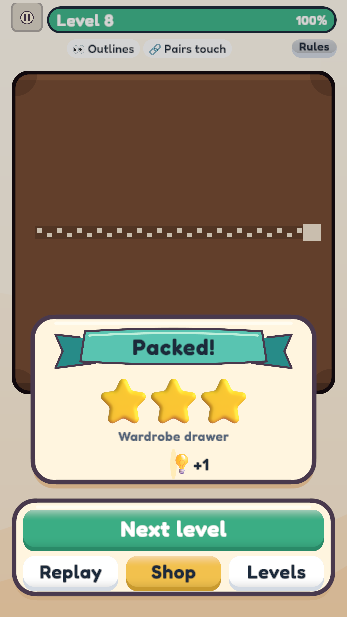 Level 8
100%
👀 Outlines
🔗 Pairs touch
Rules
Packed!
Wardrobe drawer
+1
Next level
Replay
Shop
Levels